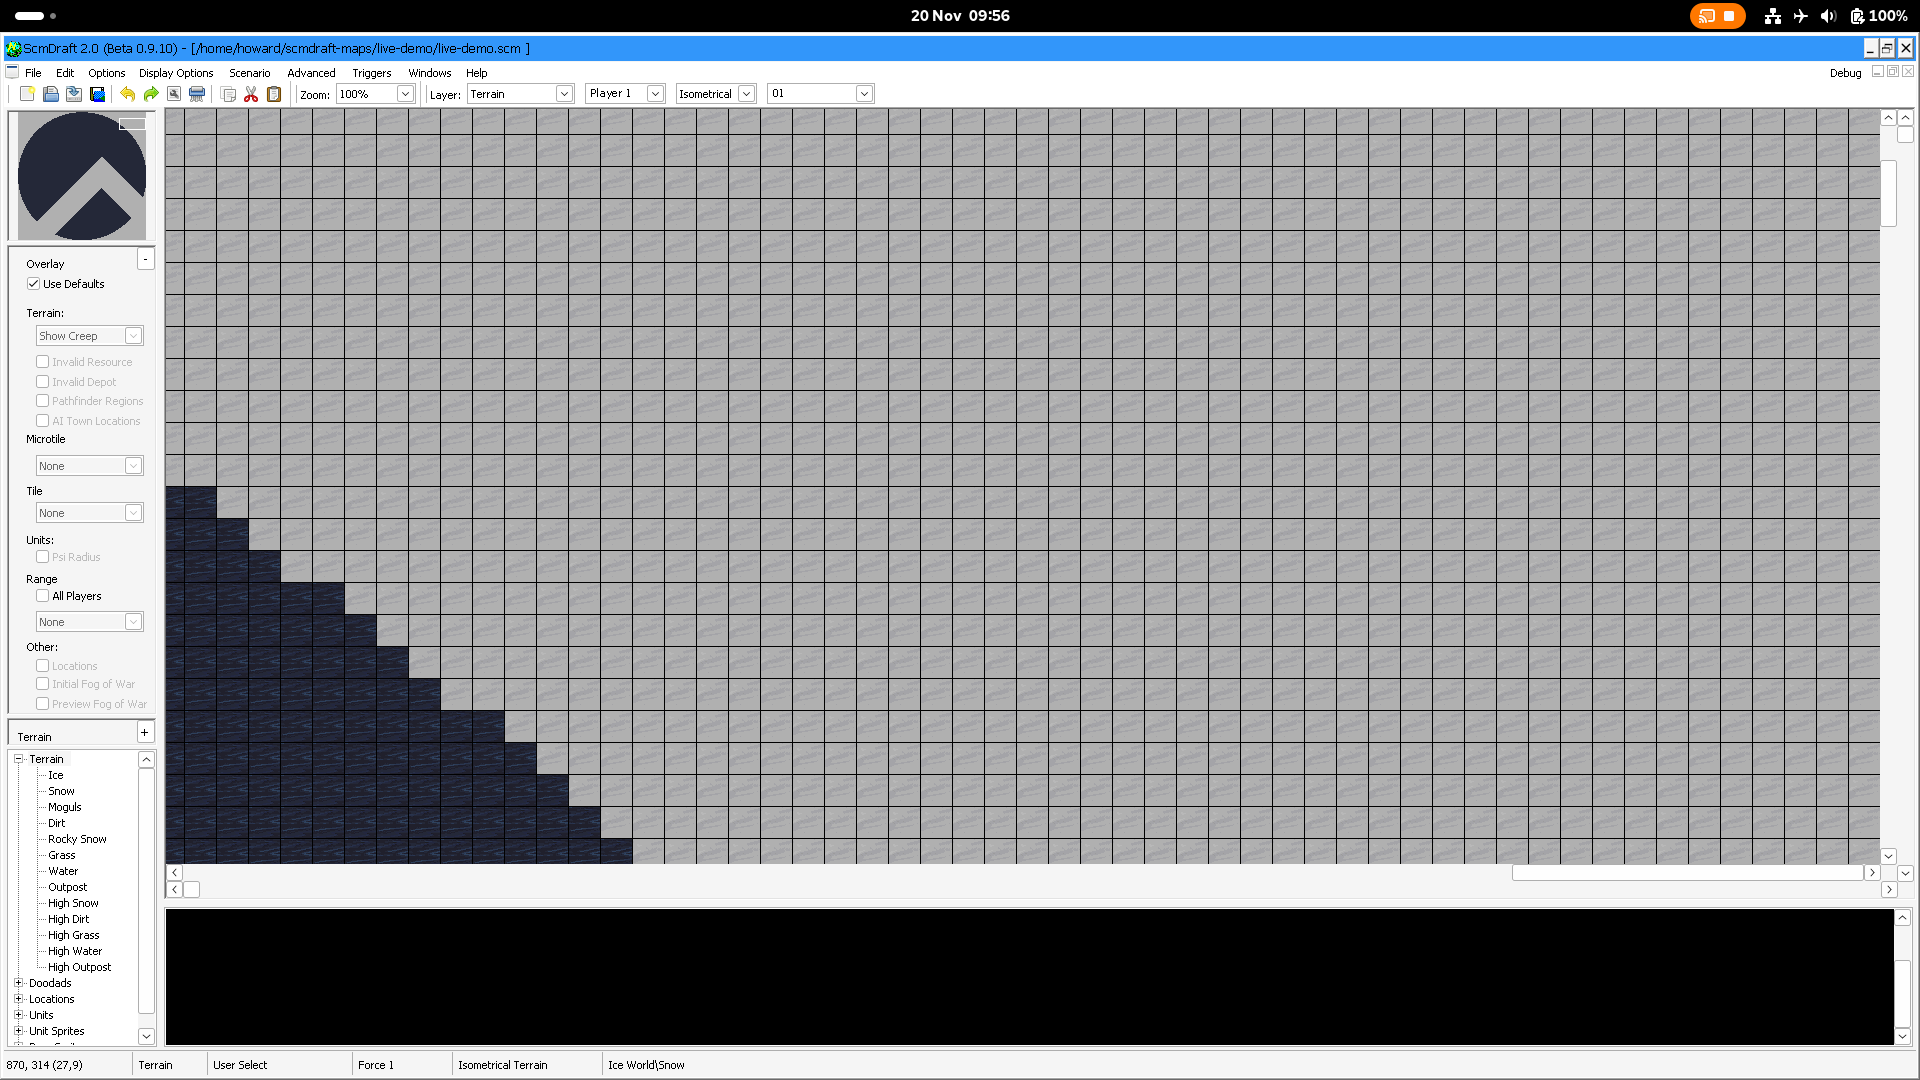 20 Nov 09:56
100%
ScmDraft 2.0 (Beta 0.9.10) - [/home/howard/scmdraft-maps/live-demo/live-demo.scm ]
File Edit Options Display Options Scenario Advanced Triggers Windows Help
Debug
Zoom: 100% Layer: Terrain Player 1 Isometrical 01
Overlay
-
Use Defaults
Terrain:
Show Creep
Invalid Resource
Invalid Depot
Pathfinder Regions
AI Town Locations
Microtile
None
Tile
None
Units:
Psi Radius
Range
All Players
None
Other:
Locations
Initial Fog of War
Preview Fog of War
Terrain
+
Terrain
Ice
Snow
Moguls
Dirt
Rocky Snow
Grass
Water
Outpost
High Snow
High Dirt
High Grass
High Water
High Outpost
Doodads
Locations
Units
Unit Sprites
870, 314 (27,9) Terrain User Select Force 1 Isometrical Terrain Ice World\Snow